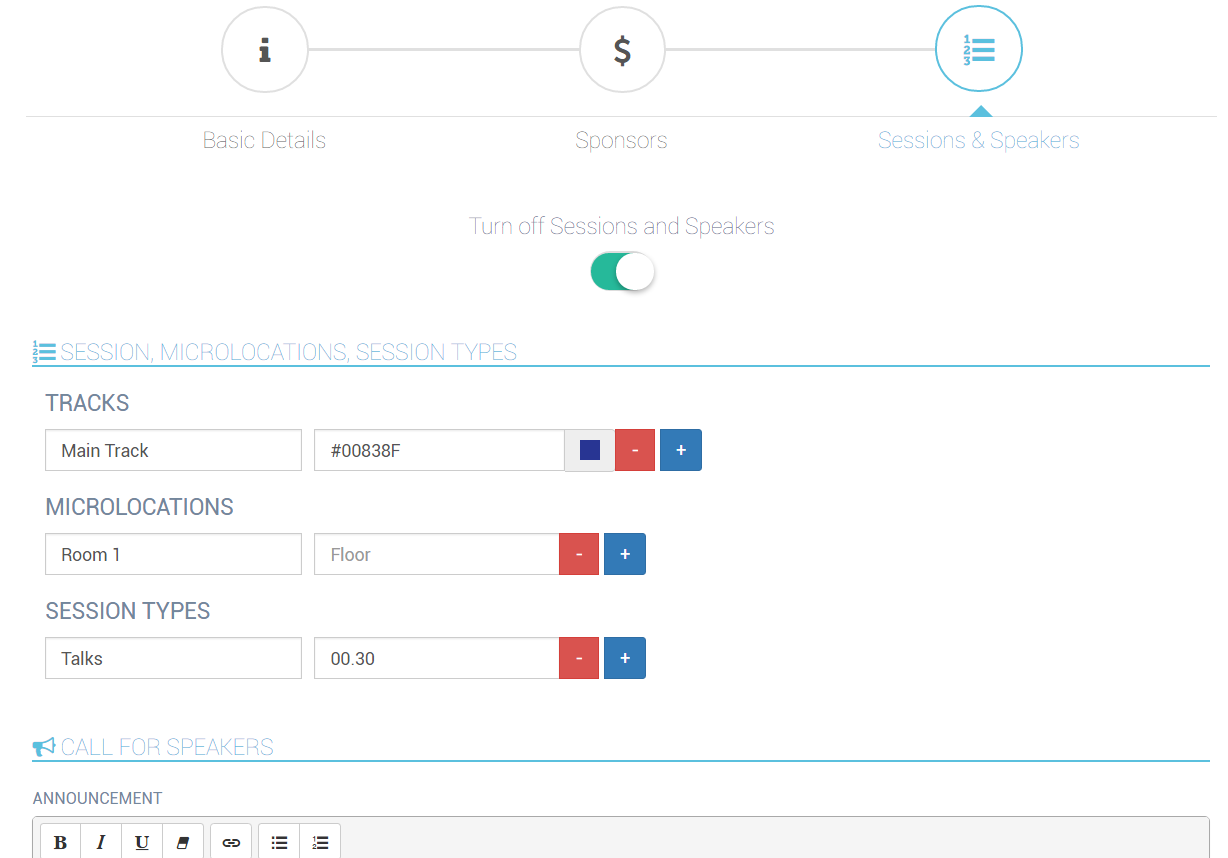 Basic Details Sponsors Sessions & Speakers
Turn off Sessions and Speakers
SESSION, MICROLOCATIONS, SESSION TYPES
TRACKS
Main Track #00838F - +
MICROLOCATIONS
Room 1 Floor - +
SESSION TYPES
Talks 00.30 - +
CALL FOR SPEAKERS
ANNOUNCEMENT
B I U